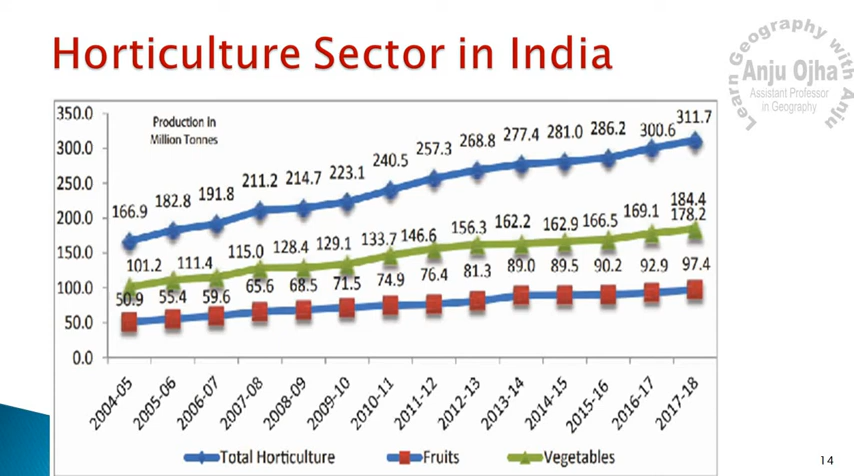 Horticulture Sector in India
Learn Geography with Anju
Anju Ojha
Assistant Professor
in Geography
Production in
Million Tonnes
350.0
300.0
250.0
200.0
150.0
100.0
50.0
0.0
166.9 182.8 191.8 211.2 214.7 223.1 240.5 257.3 268.8 277.4 281.0 286.2 300.6 311.7
101.2 111.4 115.0 128.4 129.1 133.7 146.6 156.3 162.2 162.9 166.5 169.1 178.2 184.4
50.9 55.4 59.6 65.6 68.5 71.5 74.9 76.4 81.3 89.0 89.5 90.2 92.9 97.4
2004-05 2005-06 2006-07 2007-08 2008-09 2009-10 2010-11 2011-12 2012-13 2013-14 2014-15 2015-16 2016-17 2017-18
Total Horticulture Fruits Vegetables
14